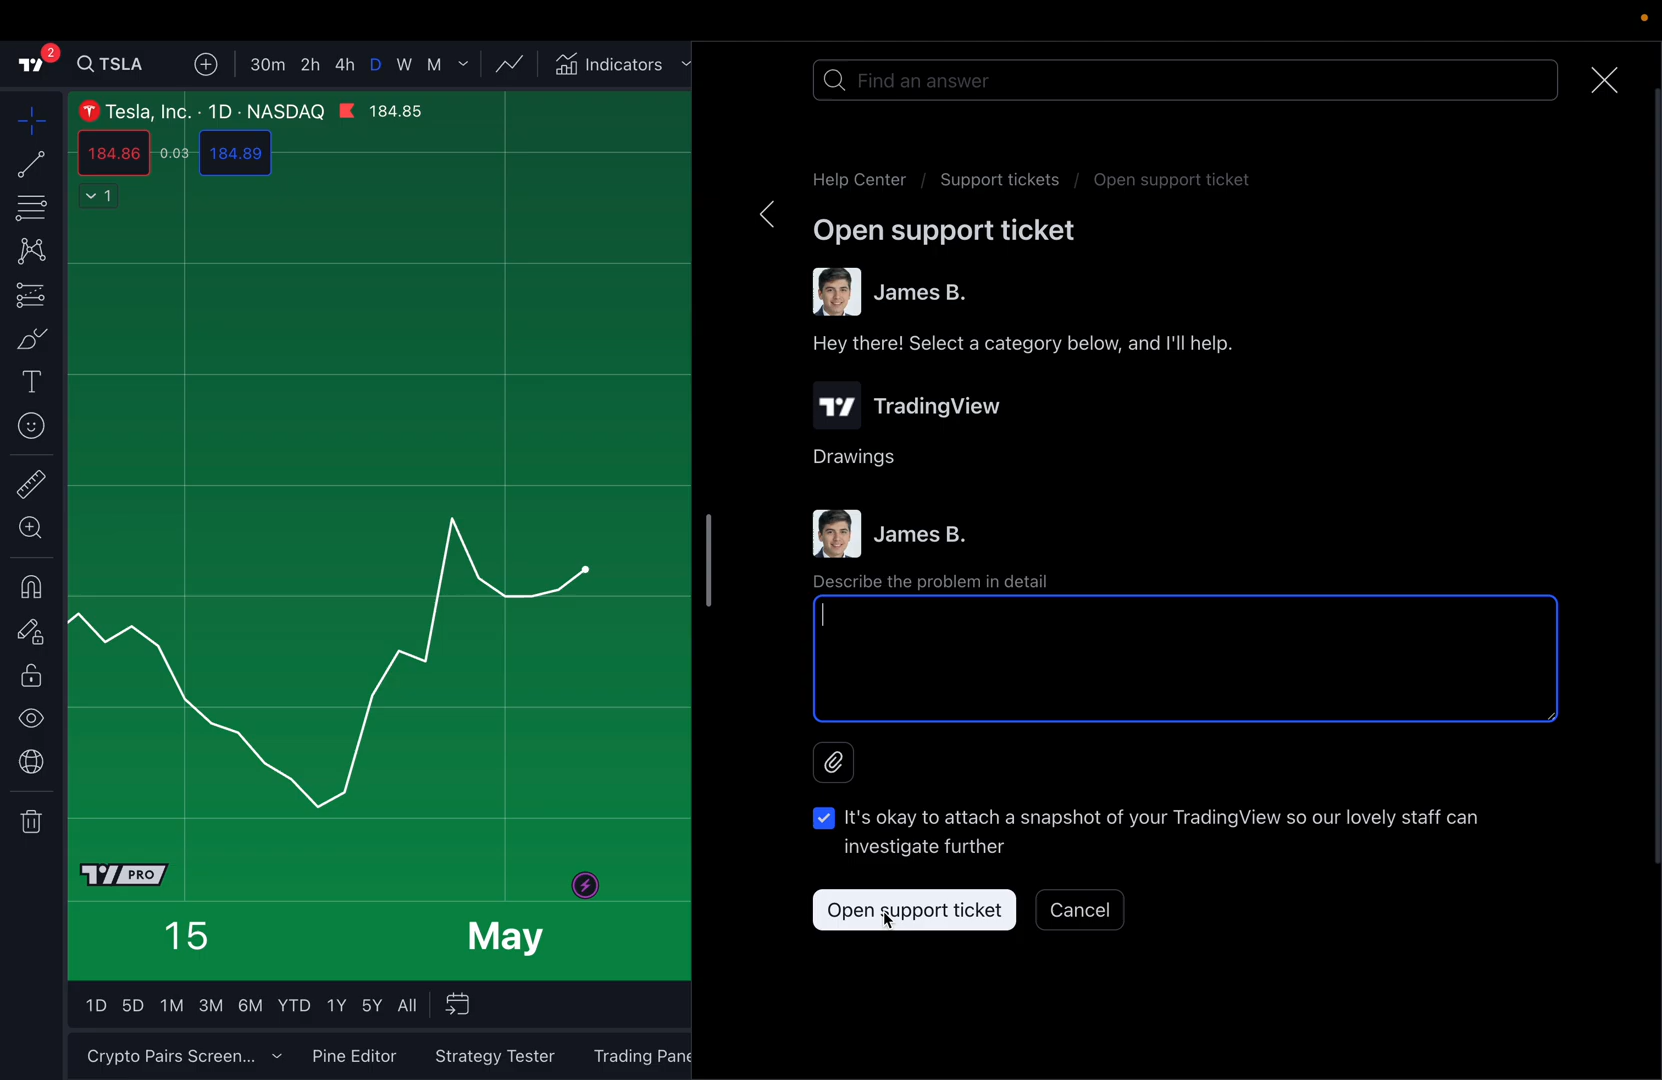 2
TSLA
30m 2h 4h D W M
Indicators
Tesla, Inc. · 1D · NASDAQ 184.85
184.86 0.03 184.89
1
PRO
15 May
1D 5D 1M 3M 6M YTD 1Y 5Y All
Crypto Pairs Screen... Pine Editor Strategy Tester Trading Pane
Find an answer
Help Center / Support tickets / Open support ticket
Open support ticket
James B.
Hey there! Select a category below, and I'll help.
TradingView
Drawings
James B.
Describe the problem in detail
It's okay to attach a snapshot of your TradingView so our lovely staff can
investigate further
Open support ticket Cancel